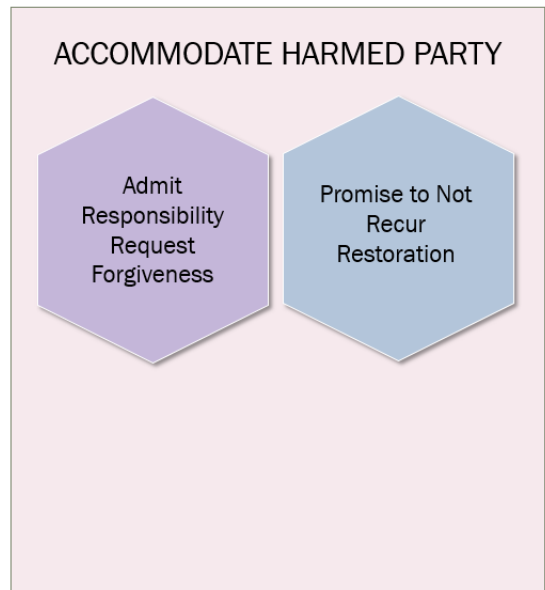 ACCOMMODATE HARMED PARTY
Admit
Responsibility
Request
Forgiveness
Promise to Not
Recur
Restoration